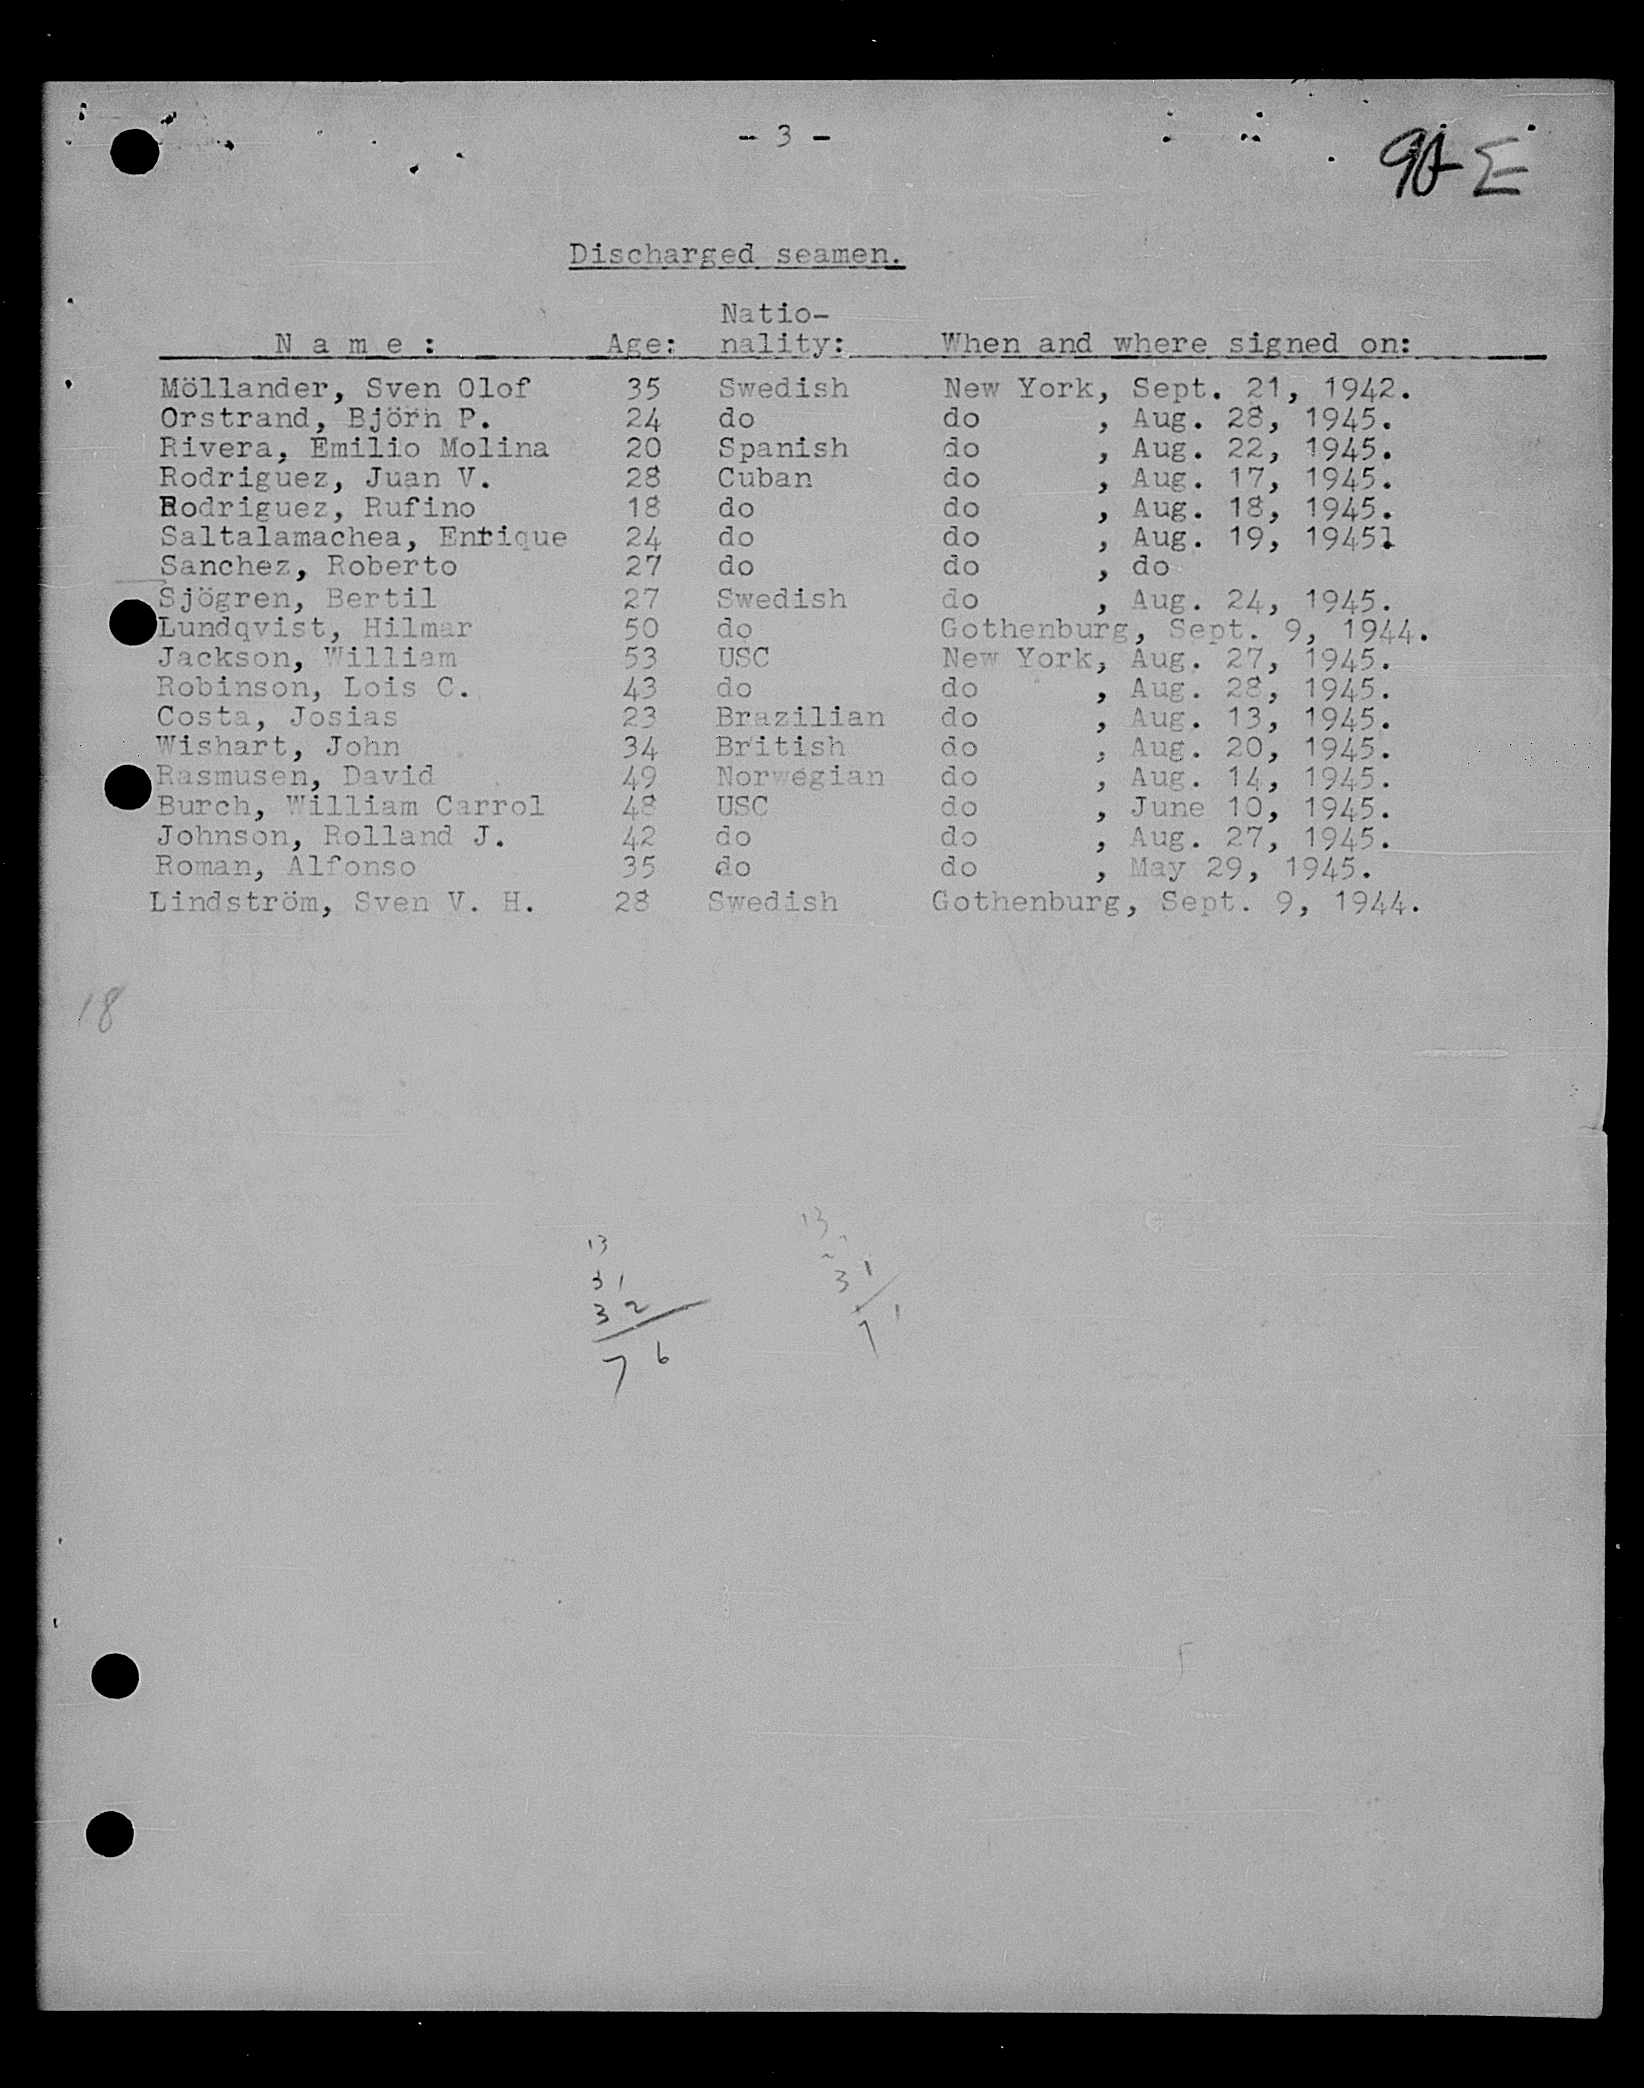 - 3 -
Discharged seamen.
Natio-
N a m e : Age: nality: When and where signed on:
Möllander, Sven Olof 35 Swedish New York, Sept. 21, 1942.
Orstrand, Björn P. 24 do do , Aug. 28, 1945.
Rivera, Emilio Molina 20 Spanish do , Aug. 22, 1945.
Rodriguez, Juan V. 28 Cuban do , Aug. 17, 1945.
Rodriguez, Rufino 18 do do , Aug. 18, 1945.
Saltalamachea, Enrique 24 do do , Aug. 19, 1945.
Sanchez, Roberto 27 do do , do
Sjögren, Bertil 27 Swedish do , Aug. 24, 1945.
Lundqvist, Hilmar 50 do Gothenburg, Sept. 9, 1944.
Jackson, William 53 USC New York, Aug. 27, 1945.
Robinson, Lois C. 43 do do , Aug. 28, 1945.
Costa, Josias 23 Brazilian do , Aug. 13, 1945.
Wishart, John 34 British do , Aug. 20, 1945.
Rasmusen, David 49 Norwegian do , Aug. 14, 1945.
Burch, William Carrol 48 USC do , June 10, 1945.
Johnson, Rolland J. 42 do do , Aug. 27, 1945.
Roman, Alfonso 35 do do , May 29, 1945.
Lindström, Sven V. H. 28 Swedish Gothenburg, Sept. 9, 1944.
18
13
31
32
76
13
31
71